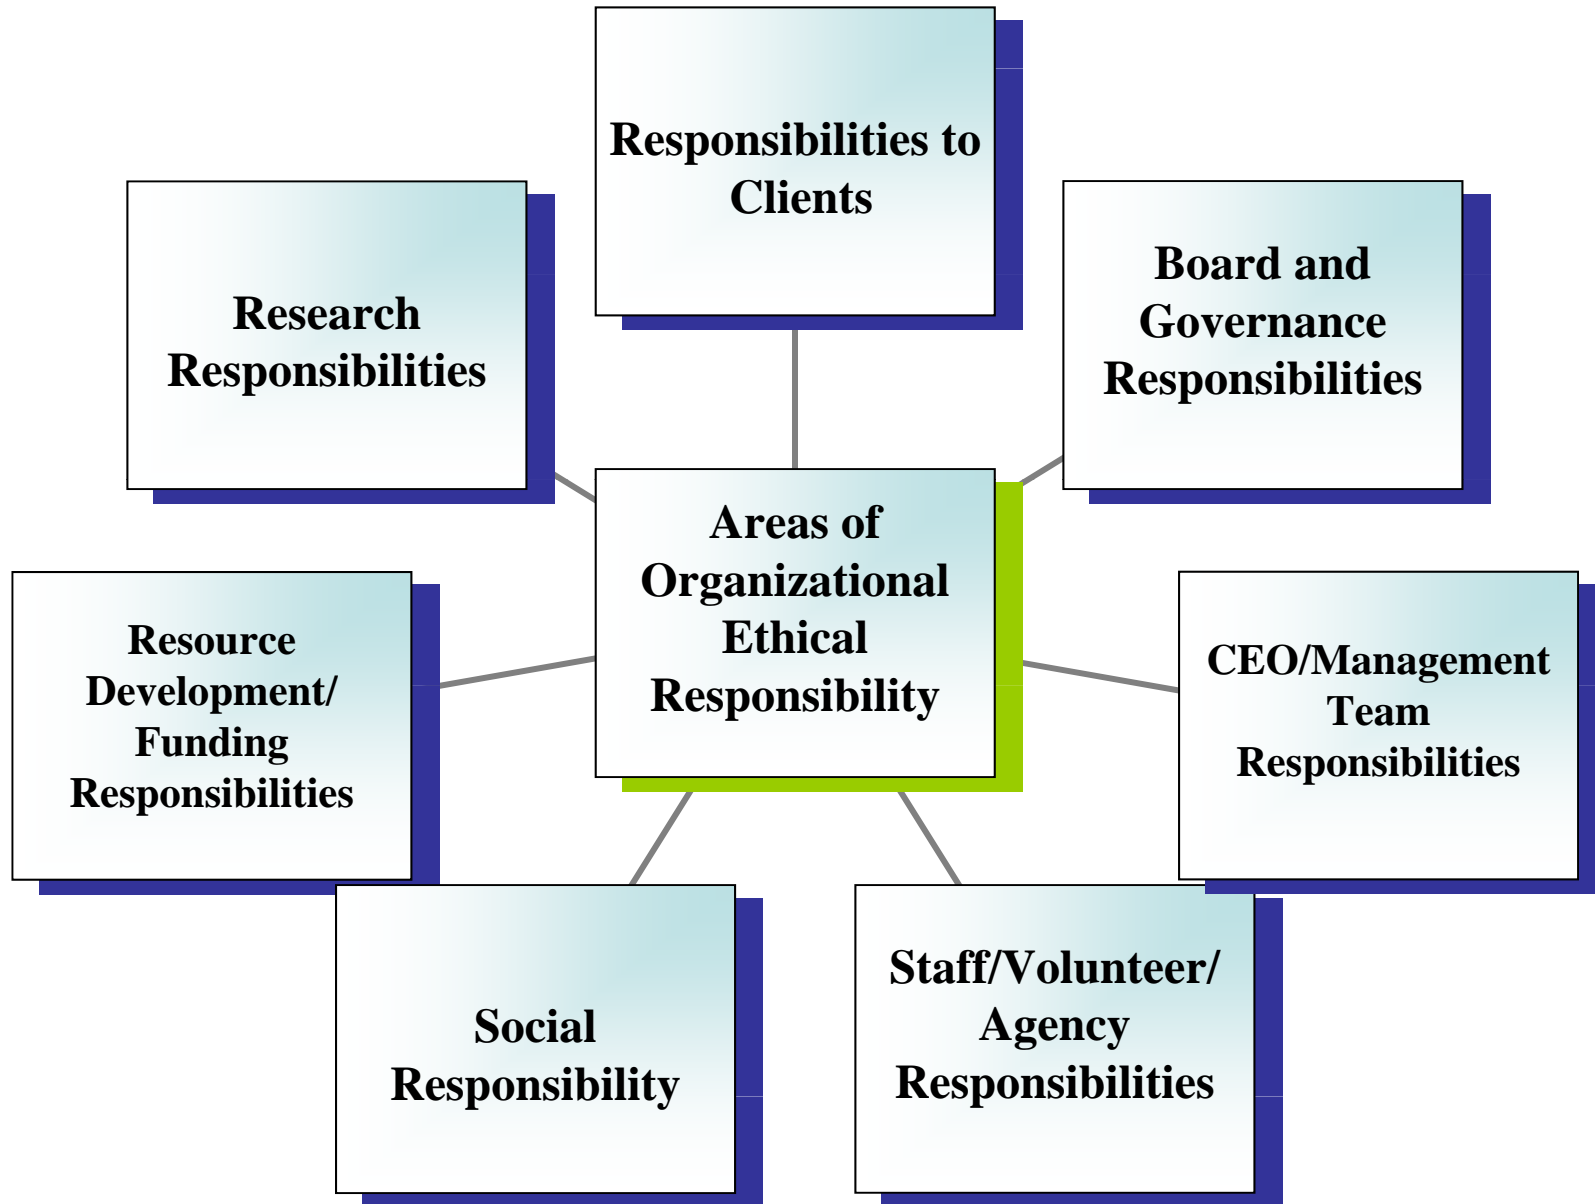 Responsibilities to
Clients
Board and
Governance
Responsibilities
Research
Responsibilities
Areas of
Organizational
Ethical
Responsibility
CEO/Management
Team
Responsibilities
Resource
Development/
Funding
Responsibilities
Staff/Volunteer/
Agency
Responsibilities
Social
Responsibility